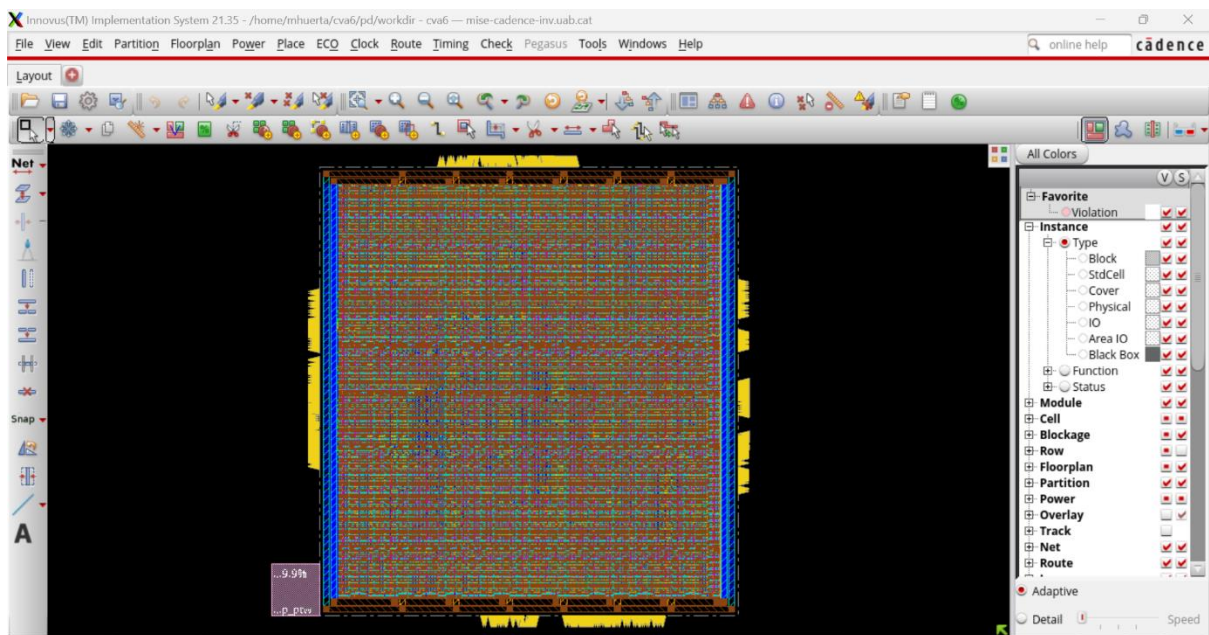 Innovus(TM) Implementation System 21.35 - /home/mhuerta/cva6/pd/workdir - cva6 — mise-cadence-inv.uab.cat
File View Edit Partition Floorplan Power Place ECO Clock Route Timing Check Pegasus Tools Windows Help
online help
cādence
Layout
Net
Snap
A
All Colors
V S
Favorite
Violation
Instance
Type
Block
StdCell
Cover
Physical
IO
Area IO
Black Box
Function
Status
Module
Cell
Blockage
Row
Floorplan
Partition
Power
Overlay
Track
Net
Route
Adaptive
Detail
Speed
...9.9%